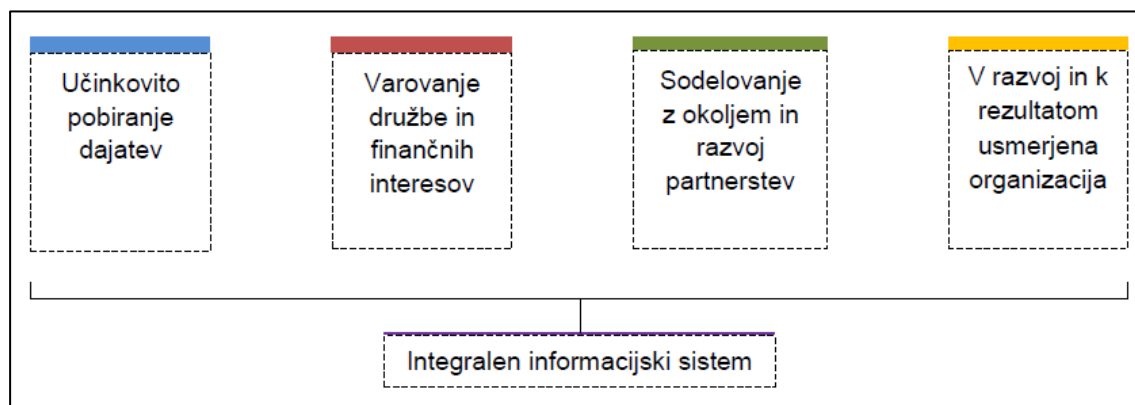 Učinkovito
pobiranje
dajatev
Varovanje
družbe in
finančnih
interesov
Sodelovanje
z okoljem in
razvoj
partnerstev
V razvoj in k
rezultatom
usmerjena
organizacija
Integralen informacijski sistem